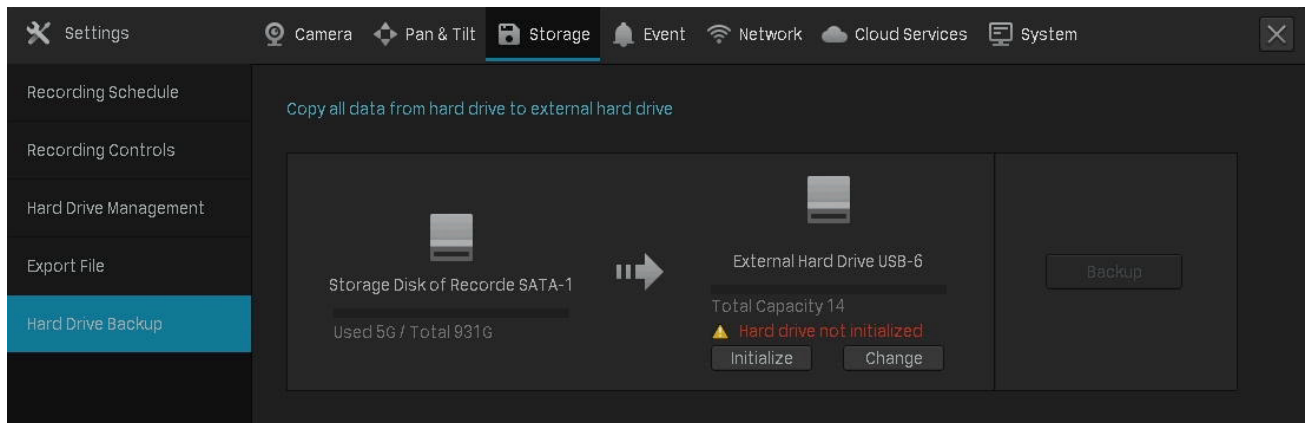 Settings
Camera Pan & Tilt Storage Event Network Cloud Services System
Recording Schedule
Recording Controls
Hard Drive Management
Export File
Hard Drive Backup
Copy all data from hard drive to external hard drive
Storage Disk of Recorde SATA-1
Used 5G / Total 931G
External Hard Drive USB-6
Total Capacity 14
Hard drive not initialized
Initialize Change
Backup